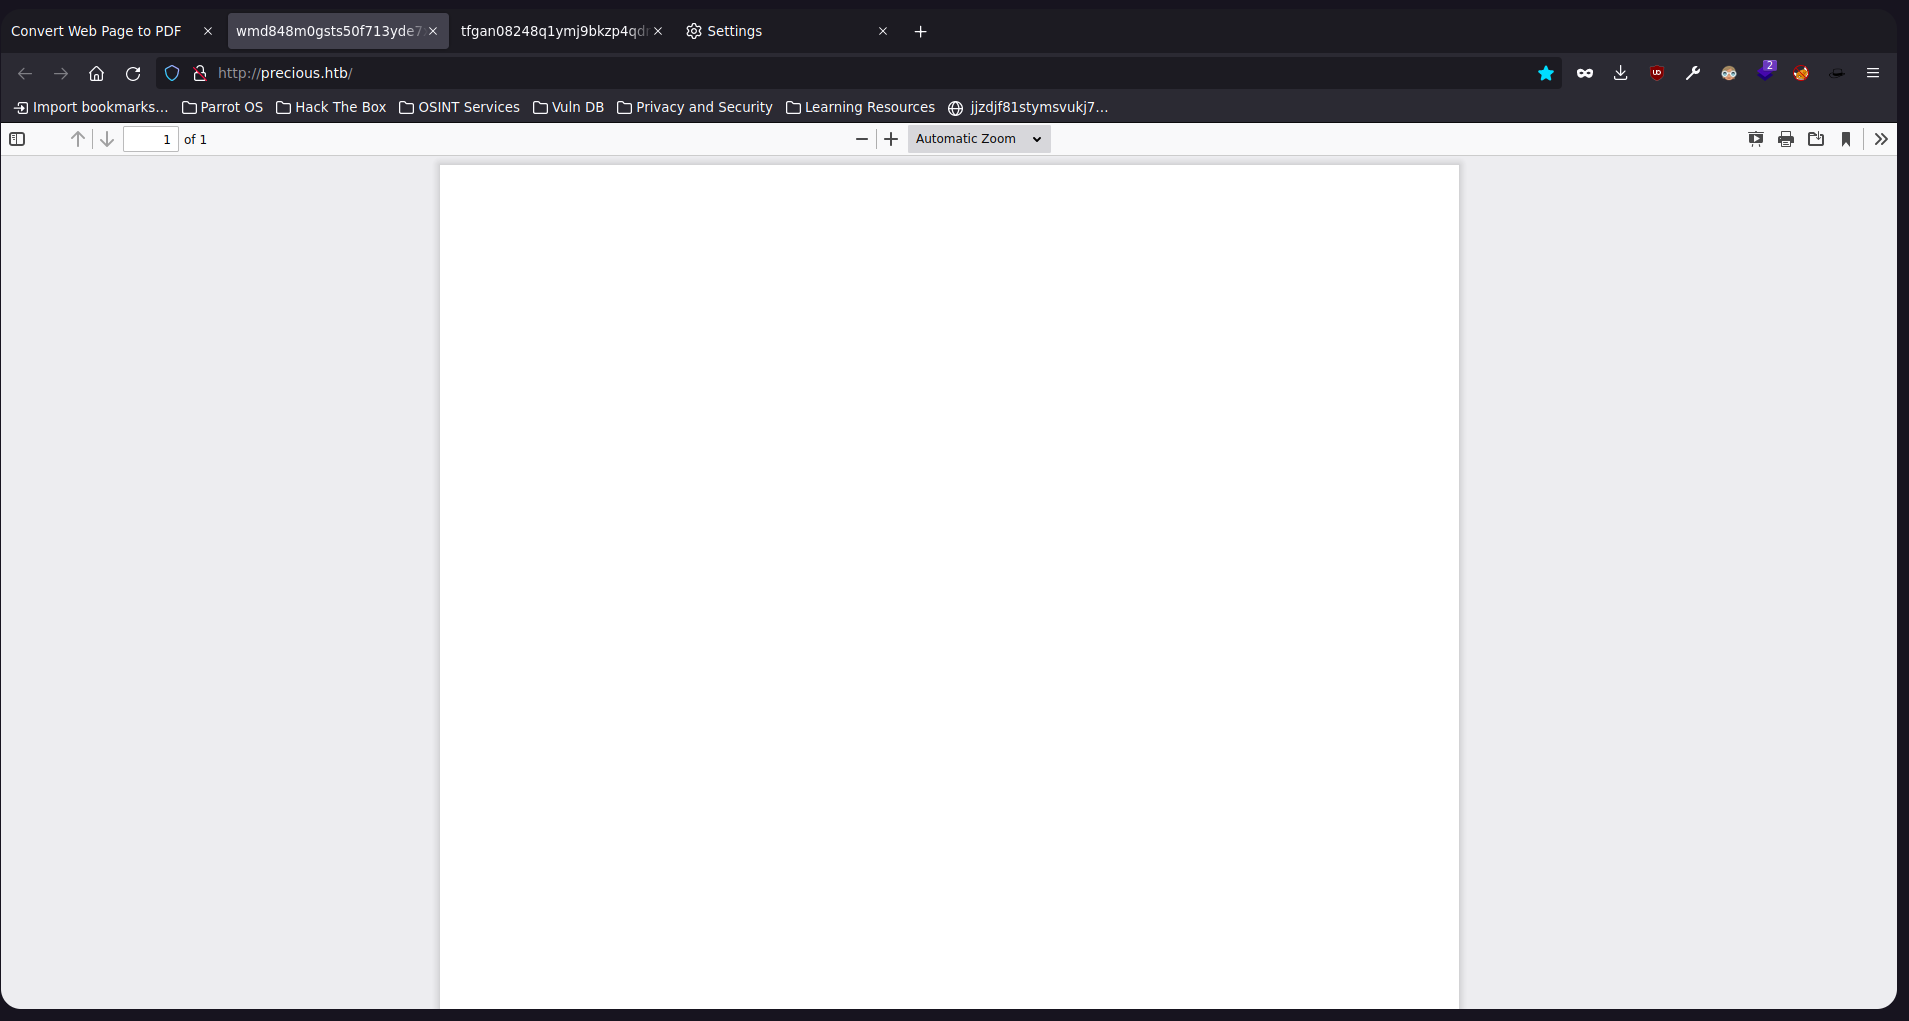 Convert Web Page to PDF wmd848m0gsts50f713yde7 tfgan08248q1ymj9bkzp4qd Settings
http://precious.htb/ 2
Import bookmarks... Parrot OS Hack The Box OSINT Services Vuln DB Privacy and Security Learning Resources jjzdjf81stymsvukj7...
1 of 1 Automatic Zoom